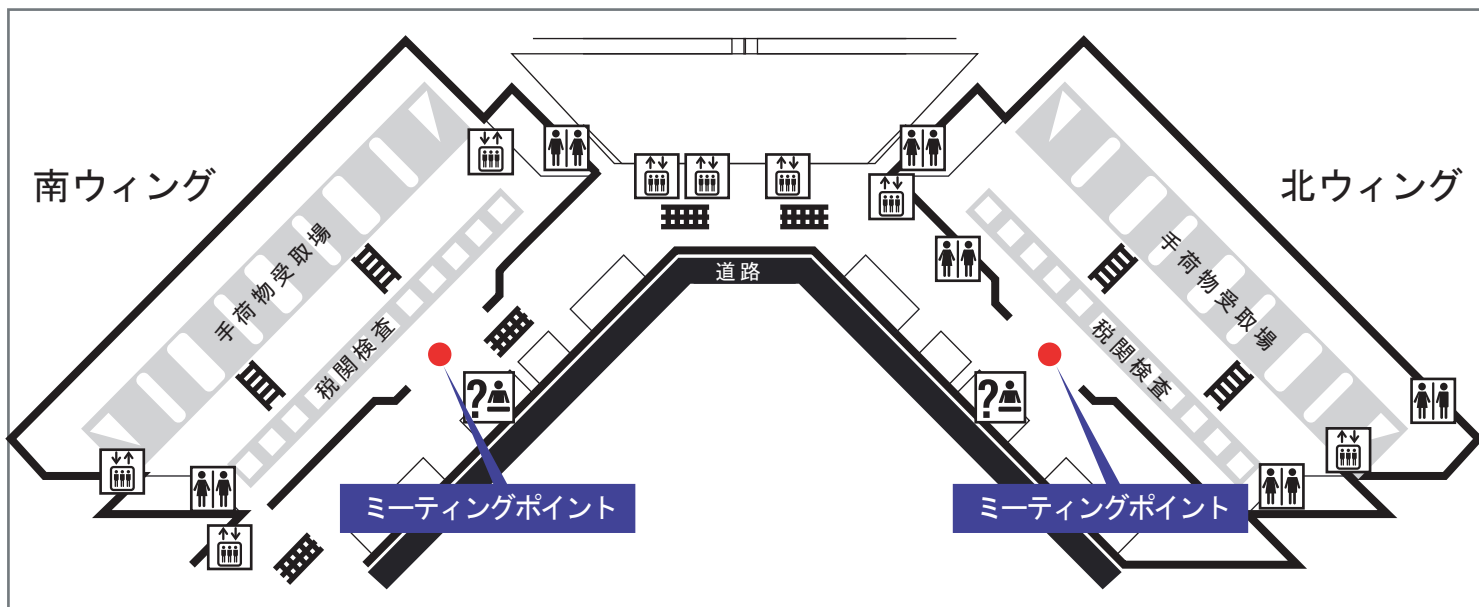 南ウィング
北ウィング
手荷物受取場
税関検査
道路
手荷物受取場
税関検査
?
?
ミーティングポイント
ミーティングポイント